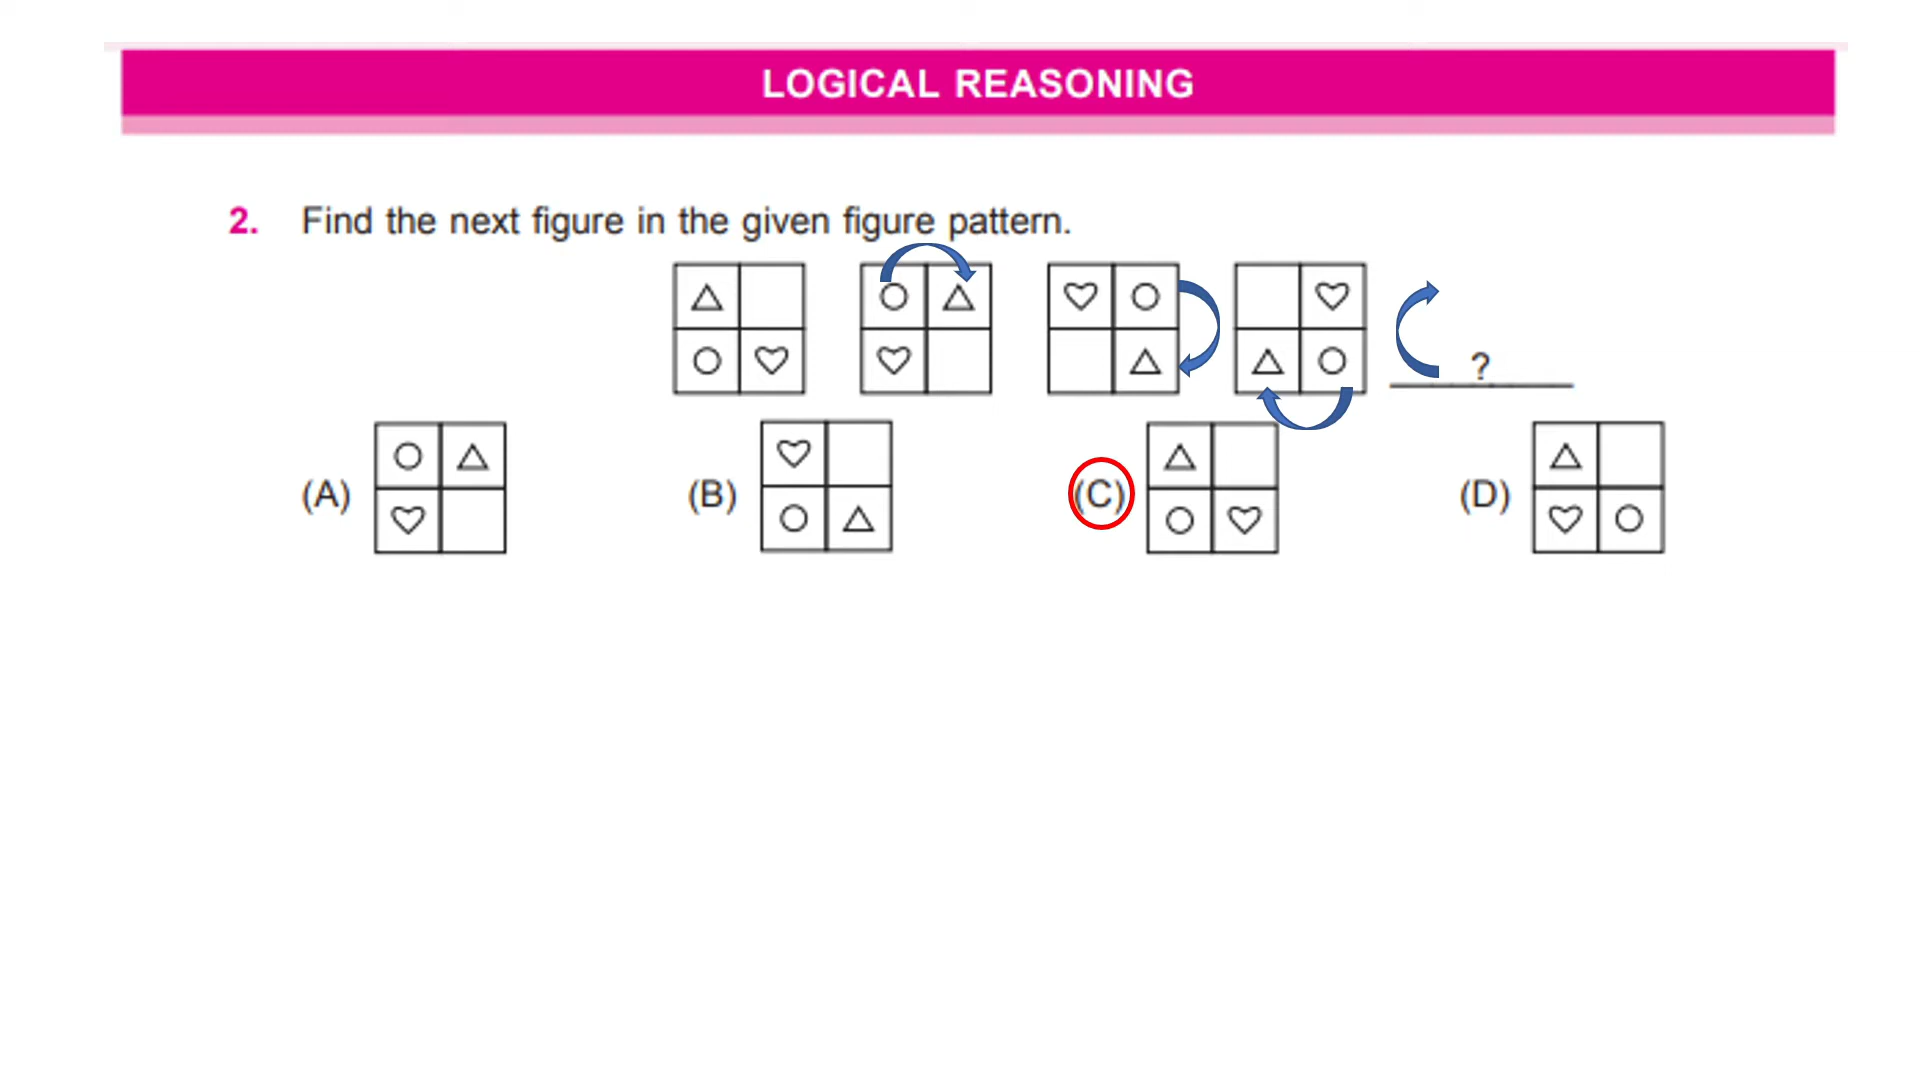 LOGICAL REASONING
2. Find the next figure in the given figure pattern.
?
(A) (B) (C) (D)